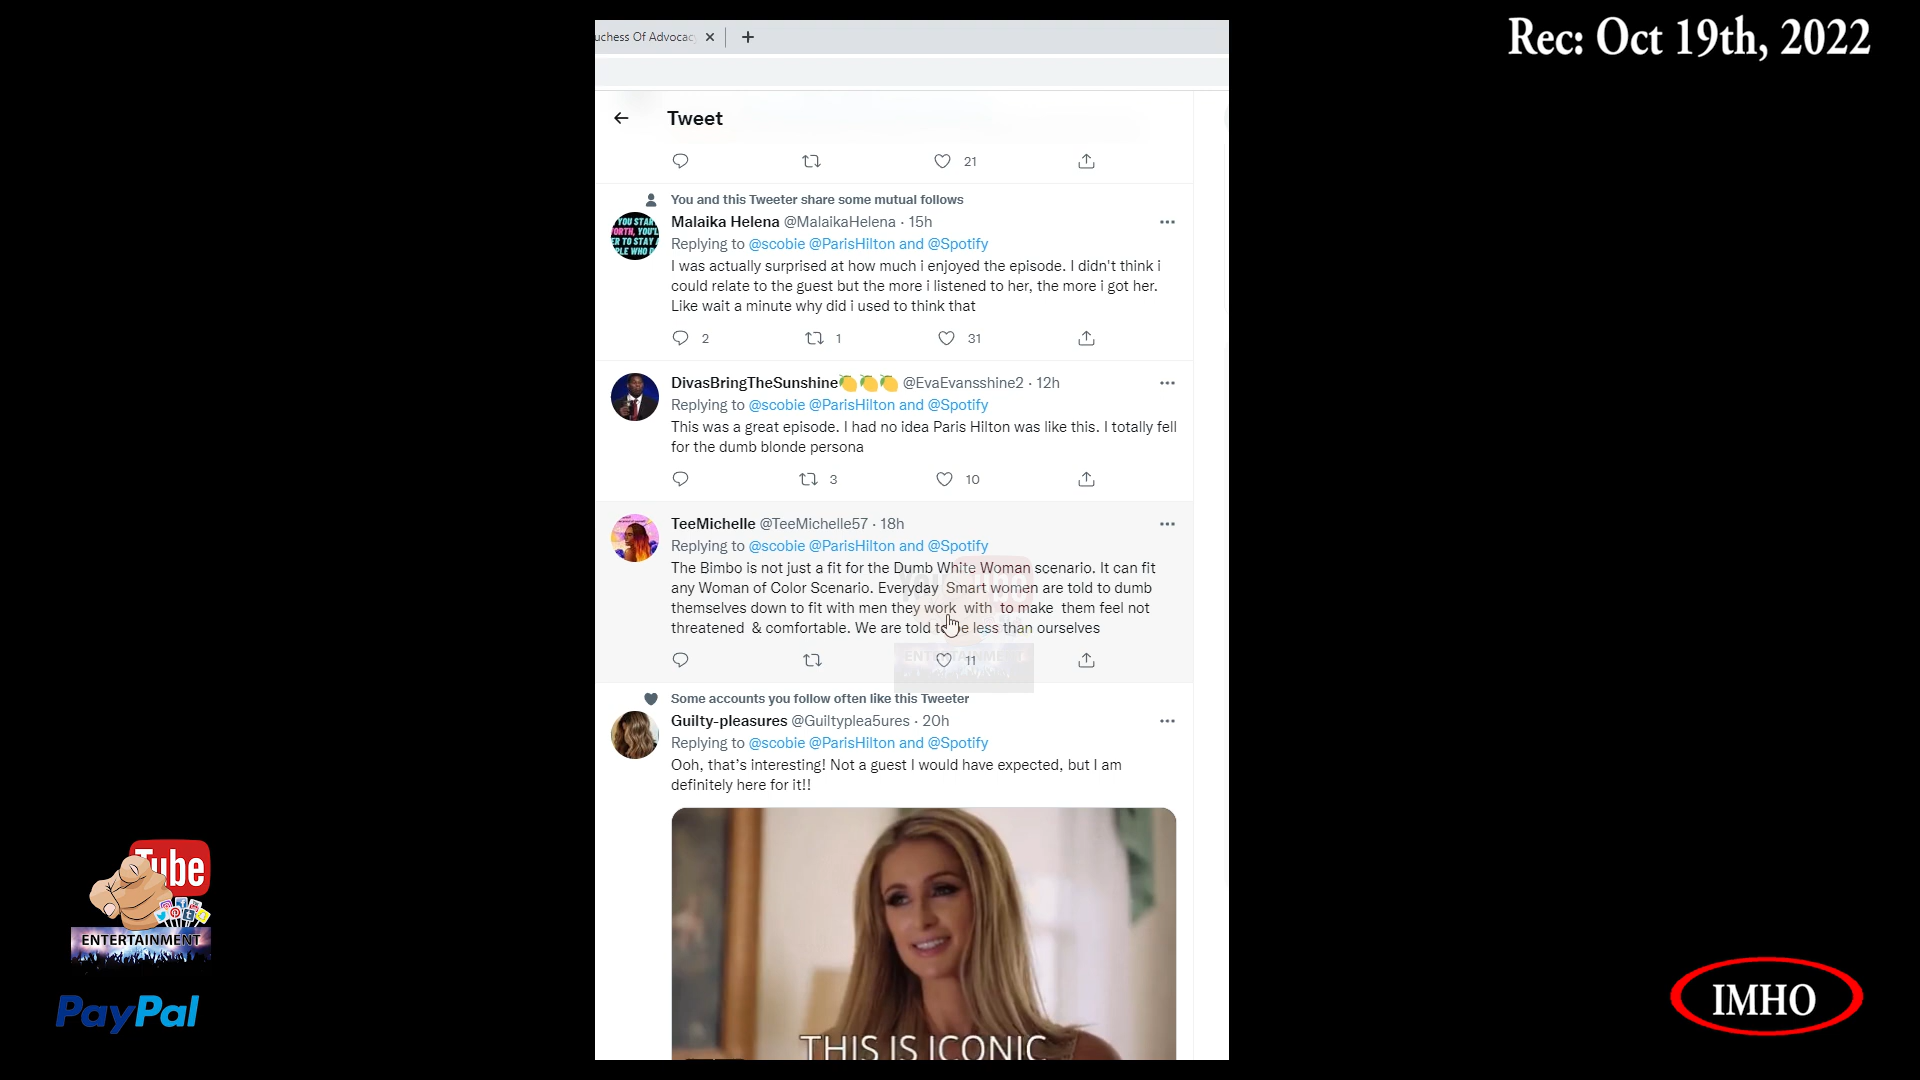 Rec: Oct 19th, 2022
uchess Of Advocac
Tweet
21
You and this Tweeter share some mutual follows
Malaika Helena @MalaikaHelena · 15h
Replying to @scobie @ParisHilton and @Spotify
I was actually surprised at how much i enjoyed the episode. I didn't think i
could relate to the guest but the more i listened to her, the more i got her.
Like wait a minute why did i used to think that
2 1 31
DivasBringTheSunshine🍋🍋🍋 @EvaEvansshine2 · 12h
Replying to @scobie @ParisHilton and @Spotify
This was a great episode. I had no idea Paris Hilton was like this. I totally fell
for the dumb blonde persona
3 10
TeeMichelle @TeeMichelle57 · 18h
Replying to @scobie @ParisHilton and @Spotify
The Bimbo is not just a fit for the Dumb White Woman scenario. It can fit
any Woman of Color Scenario. Everyday Smart women are told to dumb
themselves down to fit with men they work with to make them feel not
threatened & comfortable. We are told to be less than ourselves
11
Some accounts you follow often like this Tweeter
Guilty-pleasures @Guiltyplea5ures · 20h
Replying to @scobie @ParisHilton and @Spotify
Ooh, that’s interesting! Not a guest I would have expected, but I am
definitely here for it!!
THIS IS ICONIC
Tube
ENTERTAINMENT
PayPal
IMHO